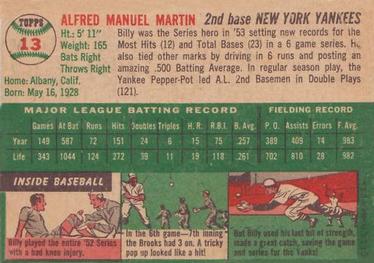 TOPPS
13
ALFRED MANUEL MARTIN 2nd base NEW YORK YANKEES
Ht: 5' 11"
Weight: 165
Bats Right
Throws Right
Home: Albany, Calif.
Born: May 16, 1928
Billy was the Series hero in '53 setting new records for the
Most Hits (12) and Total Bases (23) in a 6 game series. He
also tied other marks by driving in 6 runs and posting an
amazing .500 Batting Average. In regular season play, the
Yankee Pepper-Pot led A.L. 2nd Basemen in Double Plays
(121).
MAJOR LEAGUE BATTING RECORD FIELDING RECORD
Games At Bat Runs Hits Doubles Triples H.R. R.B.I. B. Avg. P. O. Assists Errors F. Avg.
Year 149 587 72 151 24 6 15 75 .257 389 409 14 .983
Life 343 1044 124 272 39 11 19 118 .261 702 810 28 .982
INSIDE BASEBALL
Billy played the entire '52 Series
with a bad knee injury.
In the 6th game—7th inning
the Brooks had 3 on. A tricky
pop up looked like a hit!
But Billy used his last bit of strength,
made a great catch, saving the
game and series for the Yanks!